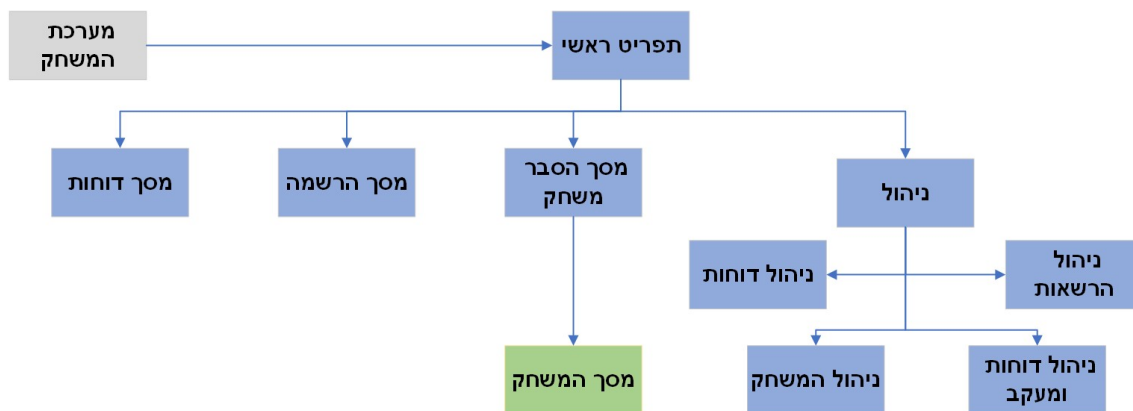 מערכת
המשחק
תפריט ראשי
ניהול
מסך הסבר
משחק
מסך הרשמה
מסך דוחות
ניהול
הרשאות
ניהול דוחות
ניהול דוחות
ומעקב
ניהול המשחק
מסך המשחק